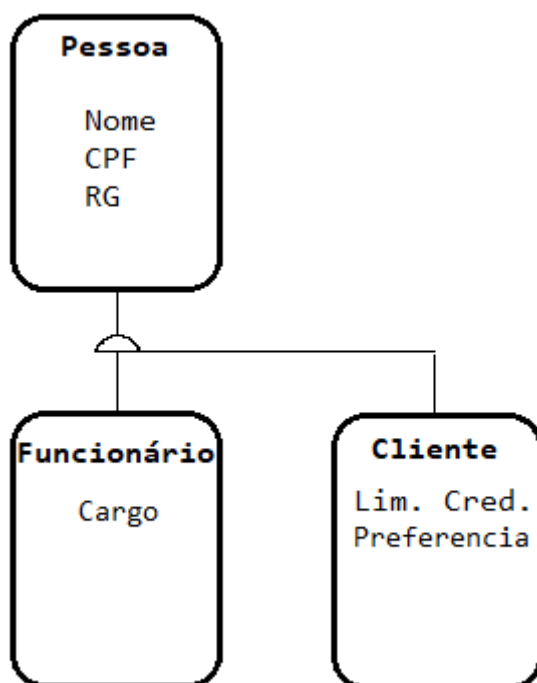 Pessoa
Nome
CPF
RG
Funcionário
Cargo
Cliente
Lim. Cred.
Preferencia